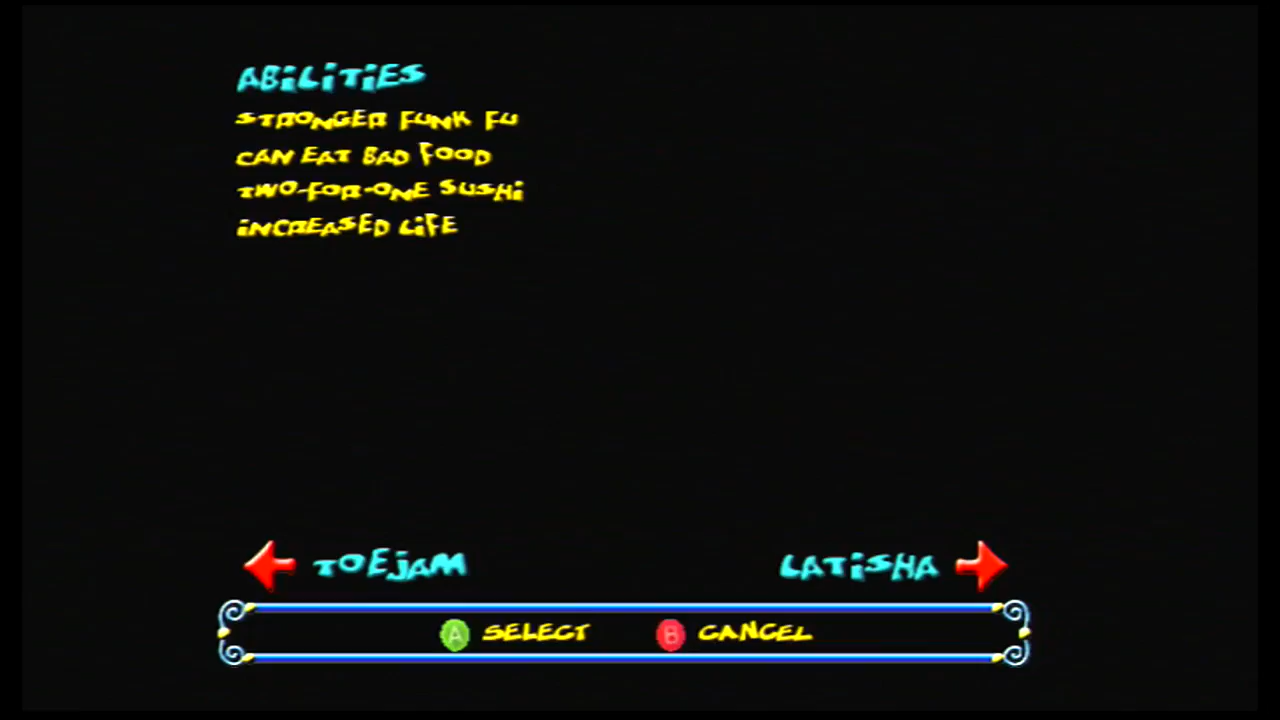 ABiLiTiES
STRONGER FUNK FU
CAN EAT BAD FOOD
TWO-FOR-ONE SUSHi
iNCREASED LiFE
TOEjAM
LATiSHA
A SELECT B CANCEL